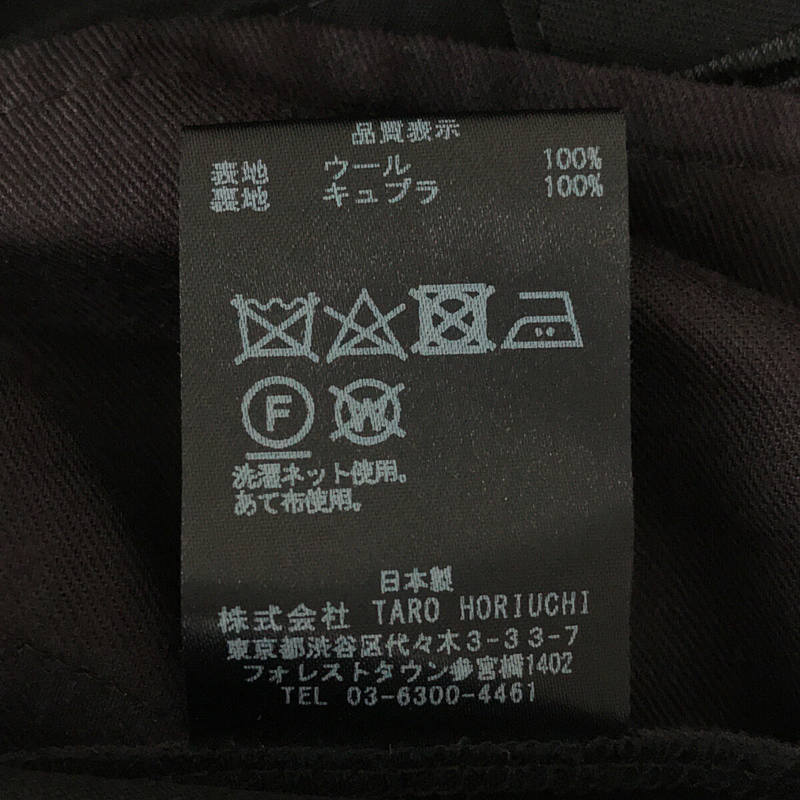 品質表示
表地 ウール 100%
裏地 キュプラ 100%
F W
洗濯ネット使用。
あて布使用。
日本製
株式会社 TARO HORIUCHI
東京都渋谷区代々木3-33-7
フォレストタウン参宮橋1402
TEL 03-6300-4461